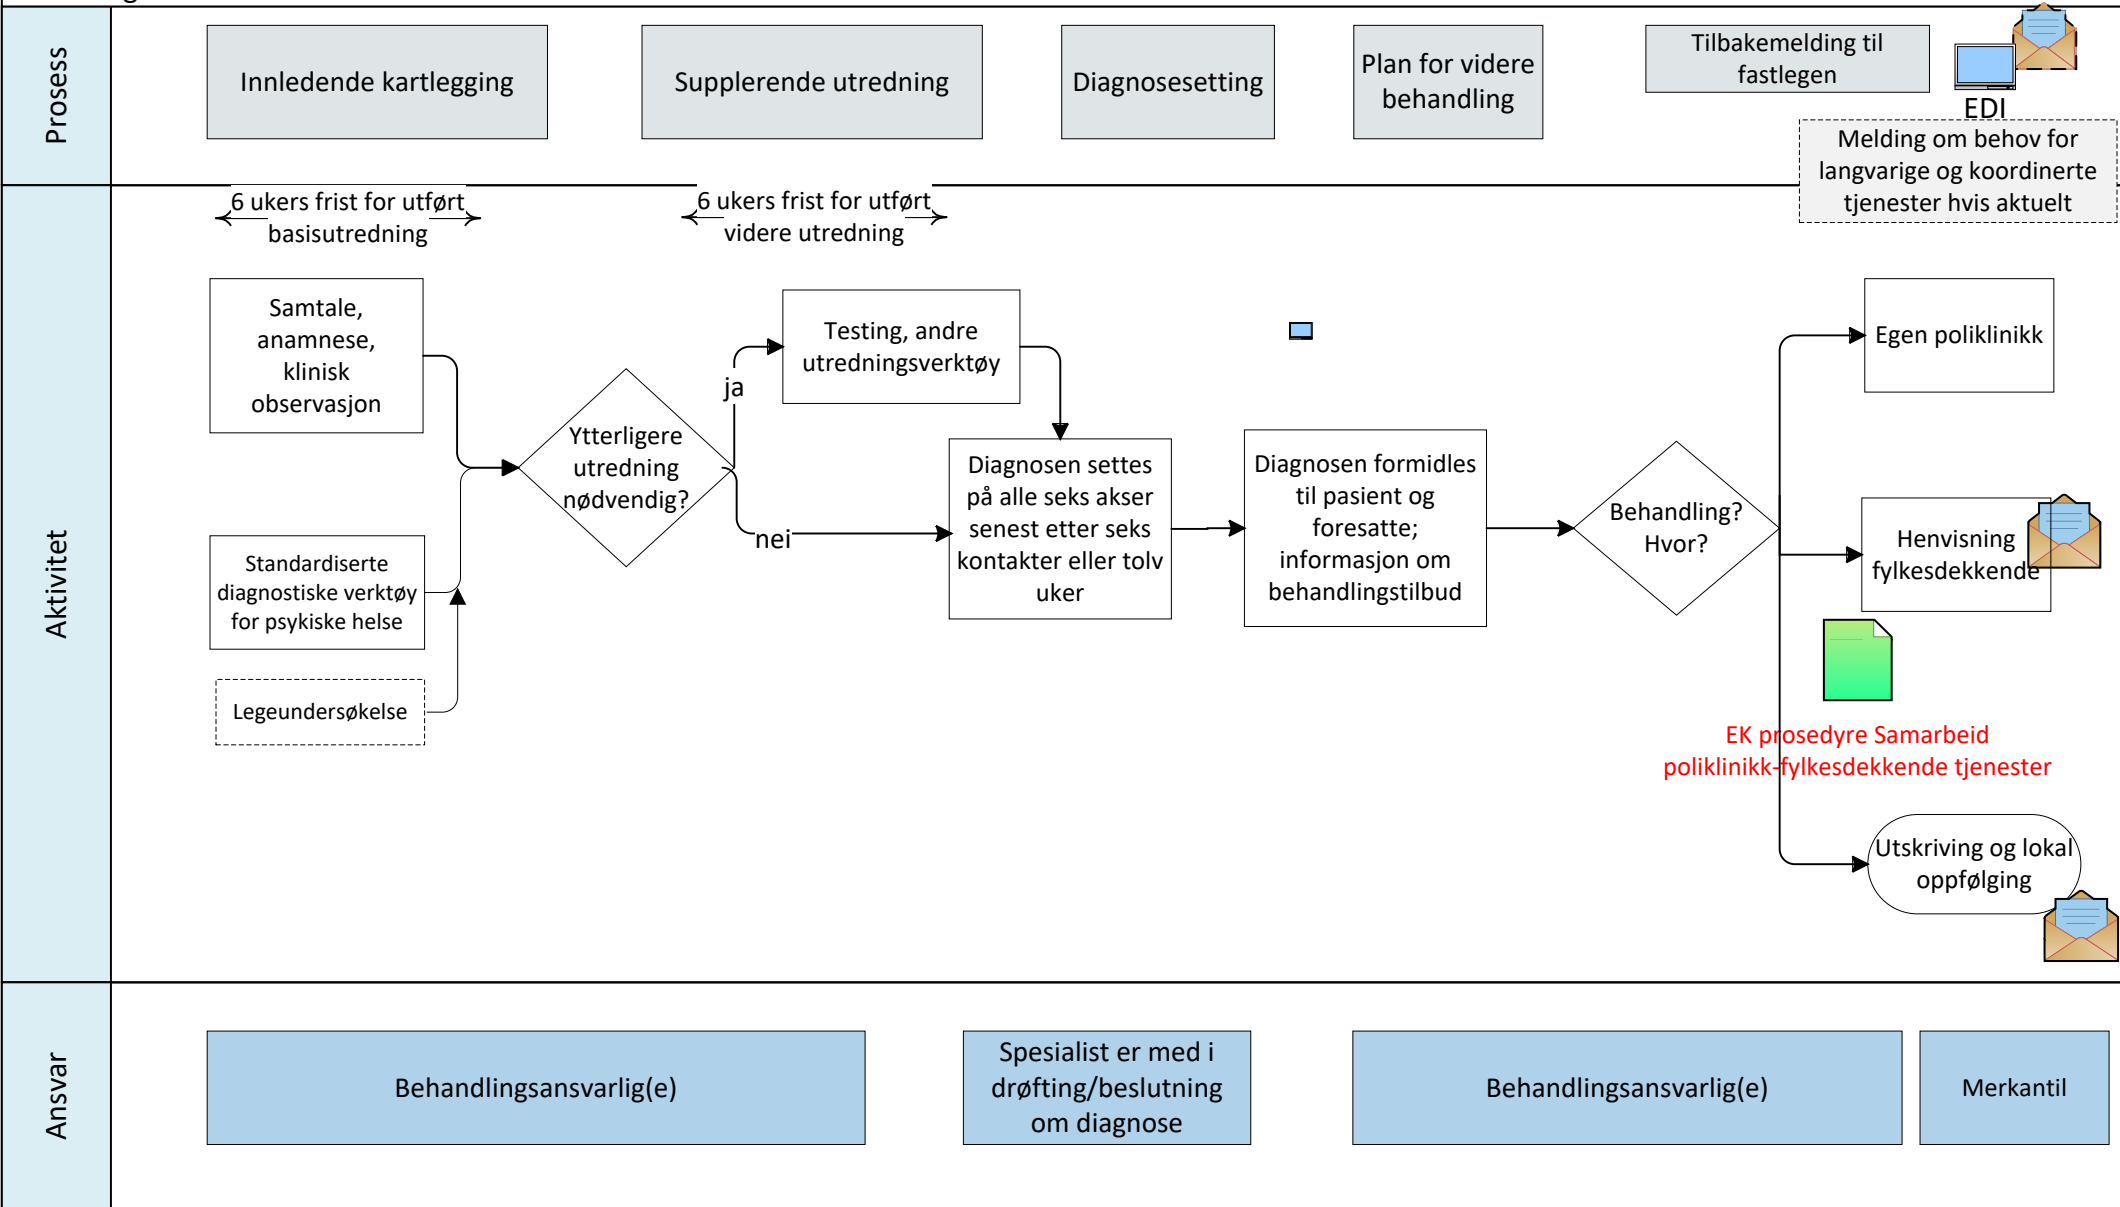 Prosess
Innledende kartlegging
Supplerende utredning
Diagnosesetting
Plan for videre
behandling
Tilbakemelding til
fastlegen
EDI
Melding om behov for
langvarige og koordinerte
tjenester hvis aktuelt
Aktivitet
6 ukers frist for utført
basisutredning
6 ukers frist for utført
videre utredning
Samtale,
anamnese,
klinisk
observasjon
Standardiserte
diagnostiske verktøy
for psykiske helse
Legeundersøkelse
Ytterligere
utredning
nødvendig?
ja
nei
Testing, andre
utredningsverktøy
Diagnosen settes
på alle seks akser
senest etter seks
kontakter eller tolv
uker
Diagnosen formidles
til pasient og
foresatte;
informasjon om
behandlingstilbud
Behandling?
Hvor?
Egen poliklinikk
Henvisning
fylkesdekkende
EK prosedyre Samarbeid
poliklinikk-fylkesdekkende tjenester
Utskriving og lokal
oppfølging
Ansvar
Behandlingsansvarlig(e)
Spesialist er med i
drøfting/beslutning
om diagnose
Behandlingsansvarlig(e)
Merkantil